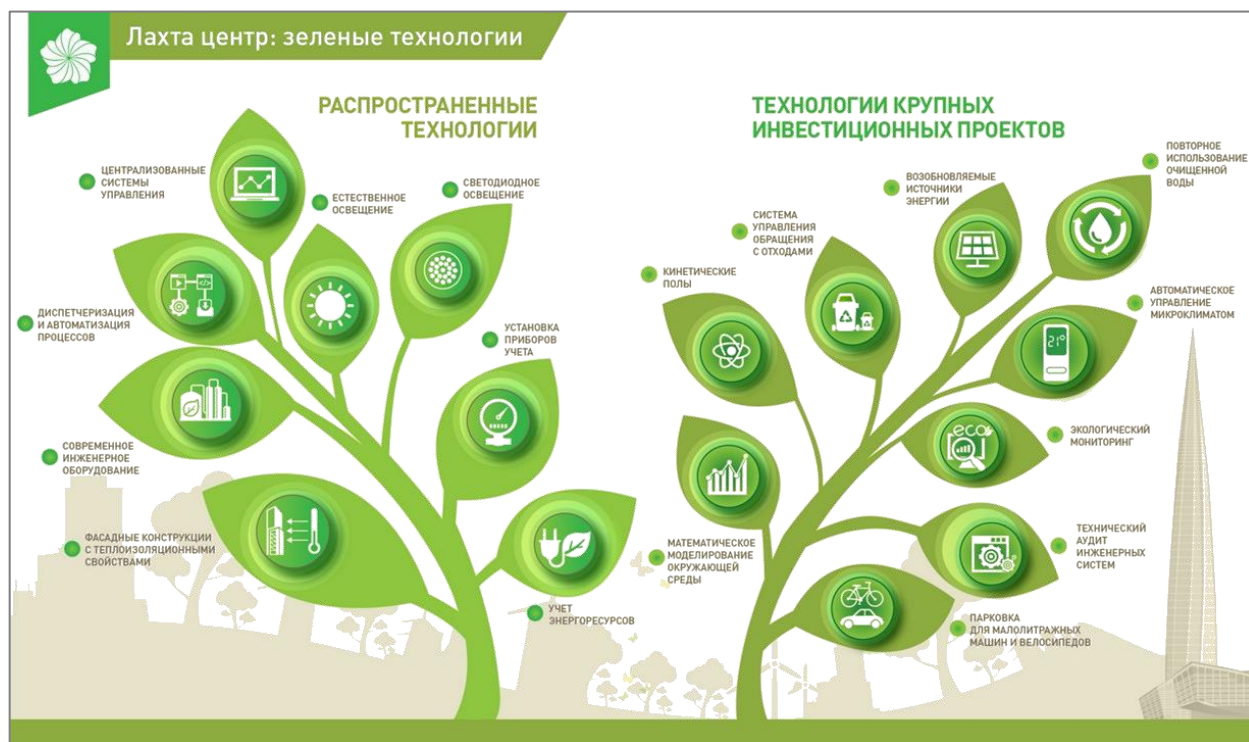 Лахта центр: зеленые технологии
РАСПРОСТРАНЕННЫЕ
ТЕХНОЛОГИИ
ЦЕНТРАЛИЗОВАННЫЕ
СИСТЕМЫ
УПРАВЛЕНИЯ
ЕСТЕСТВЕННОЕ
ОСВЕЩЕНИЕ
СВЕТОДИОДНОЕ
ОСВЕЩЕНИЕ
ДИСПЕТЧЕРИЗАЦИЯ
И АВТОМАТИЗАЦИЯ
ПРОЦЕССОВ
УСТАНОВКА
ПРИБОРОВ
УЧЕТА
СОВРЕМЕННОЕ
ИНЖЕНЕРНОЕ
ОБОРУДОВАНИЕ
ФАСАДНЫЕ КОНСТРУКЦИИ
С ТЕПЛОИЗОЛЯЦИОННЫМИ
СВОЙСТВАМИ
УЧЕТ
ЭНЕРГОРЕСУРСОВ
ТЕХНОЛОГИИ КРУПНЫХ
ИНВЕСТИЦИОННЫХ ПРОЕКТОВ
ПОВТОРНОЕ
ИСПОЛЬЗОВАНИЕ
ОЧИЩЕННОЙ
ВОДЫ
ВОЗОБНОВЛЯЕМЫЕ
ИСТОЧНИКИ
ЭНЕРГИИ
СИСТЕМА
УПРАВЛЕНИЯ
ОБРАЩЕНИЯ
С ОТХОДАМИ
КИНЕТИЧЕСКИЕ
ПОЛЫ
АВТОМАТИЧЕСКОЕ
УПРАВЛЕНИЕ
МИКРОКЛИМАТОМ
21°
eco
ЭКОЛОГИЧЕСКИЙ
МОНИТОРИНГ
МАТЕМАТИЧЕСКОЕ
МОДЕЛИРОВАНИЕ
ОКРУЖАЮЩЕЙ
СРЕДЫ
ТЕХНИЧЕСКИЙ
АУДИТ
ИНЖЕНЕРНЫХ
СИСТЕМ
ПАРКОВКА
ДЛЯ МАЛОЛИТРАЖНЫХ
МАШИН И ВЕЛОСИПЕДОВ